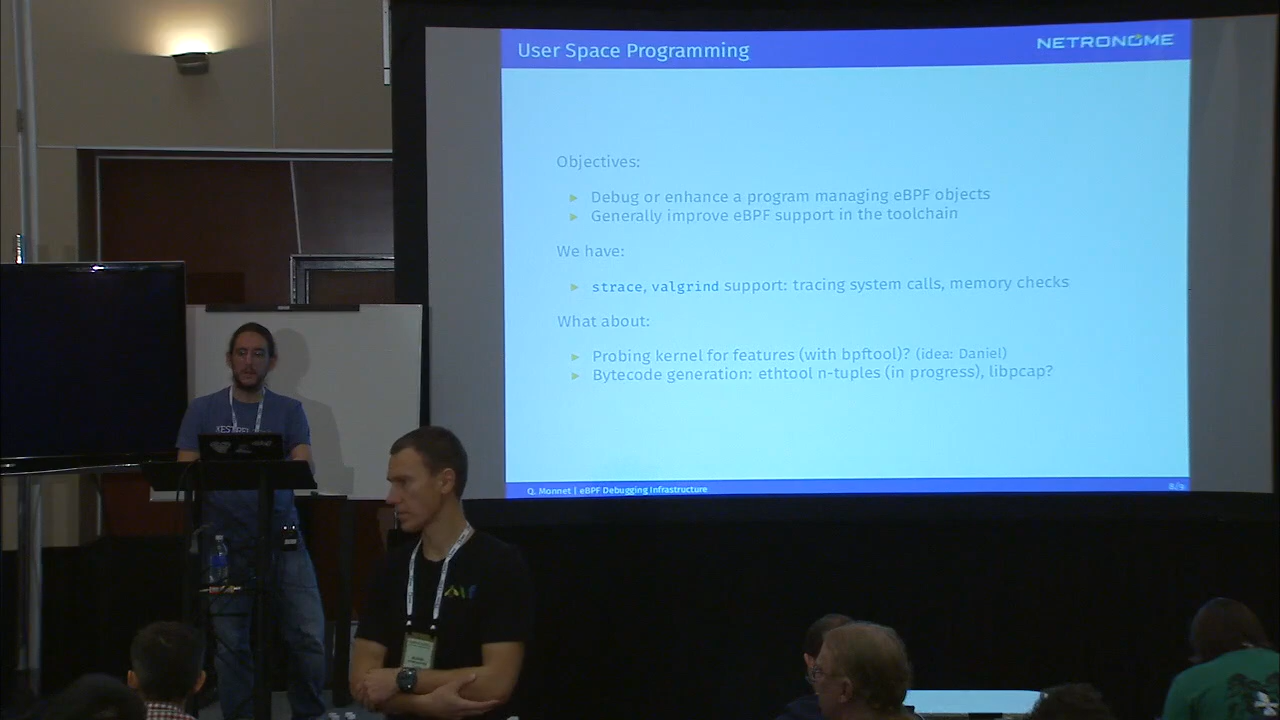 User Space Programming
NETRONOME
Objectives:
Debug or enhance a program managing eBPF objects
Generally improve eBPF support in the toolchain
We have:
strace, valgrind support: tracing system calls, memory checks
What about:
Probing kernel for features (with bpftool)? (idea: Daniel)
Bytecode generation: ethtool n-tuples (in progress), libpcap?
Q. Monnet | eBPF Debugging Infrastructure
8/9